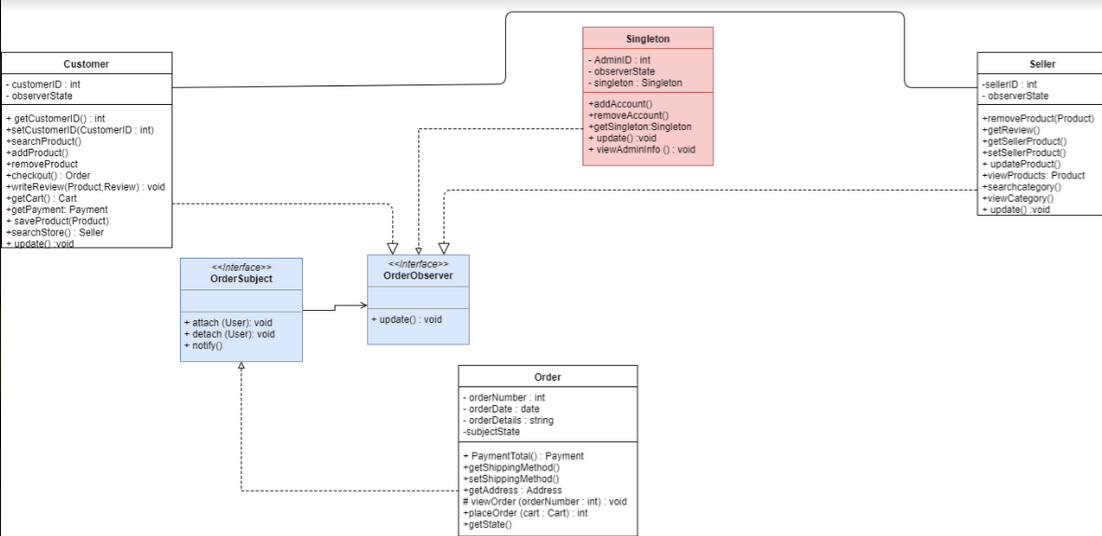 Customer
- customerID : int
- observerState
+ getCustomerID() : int
+setCustomerID(CustomerID : int)
+searchProduct()
+addProduct()
+removeProduct
+checkout() : Order
+writeReview(Product,Review) : void
+getCart() : Cart
+getPayment: Payment
+ saveProduct(Product)
+searchStore() : Seller
+ update() :void
Singleton
- AdminID : int
- observerState
- singleton : Singleton
+addAccount()
+removeAccount()
+getSingleton:Singleton
+ update() :void
+ viewAdminInfo () : void
Seller
-sellerID : int
- observerState
+removeProduct(Product)
+getReview()
+getSellerProduct()
+setSellerProduct()
+ updateProduct()
+viewProducts: Product
+searchcategory()
+viewCategory()
+ update() :void
<<Interface>>
OrderSubject
+ attach (User): void
+ detach (User): void
+ notify()
<<Interface>>
OrderObserver
+ update() : void
Order
- orderNumber : int
- orderDate : date
- orderDetails : string
-subjectState
+ PaymentTotal() : Payment
+getShippingMethod()
+setShippingMethod()
+getAddress : Address
# viewOrder (orderNumber : int) : void
+placeOrder (cart : Cart) : int
+getState()